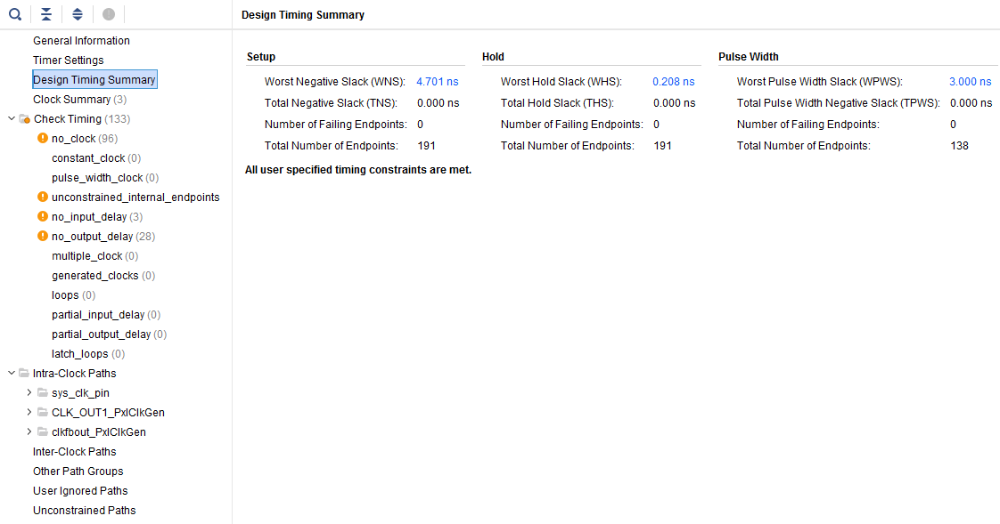 Design Timing Summary
General Information
Timer Settings
Design Timing Summary
Clock Summary (3)
Check Timing (133)
no_clock (96)
constant_clock (0)
pulse_width_clock (0)
unconstrained_internal_endpoints
no_input_delay (3)
no_output_delay (28)
multiple_clock (0)
generated_clocks (0)
loops (0)
partial_input_delay (0)
partial_output_delay (0)
latch_loops (0)
Intra-Clock Paths
sys_clk_pin
CLK_OUT1_PxlClkGen
clkfbout_PxlClkGen
Inter-Clock Paths
Other Path Groups
User Ignored Paths
Unconstrained Paths
Setup
Worst Negative Slack (WNS): 4.701 ns
Total Negative Slack (TNS): 0.000 ns
Number of Failing Endpoints: 0
Total Number of Endpoints: 191
Hold
Worst Hold Slack (WHS): 0.208 ns
Total Hold Slack (THS): 0.000 ns
Number of Failing Endpoints: 0
Total Number of Endpoints: 191
Pulse Width
Worst Pulse Width Slack (WPWS): 3.000 ns
Total Pulse Width Negative Slack (TPWS): 0.000 ns
Number of Failing Endpoints: 0
Total Number of Endpoints: 138
All user specified timing constraints are met.